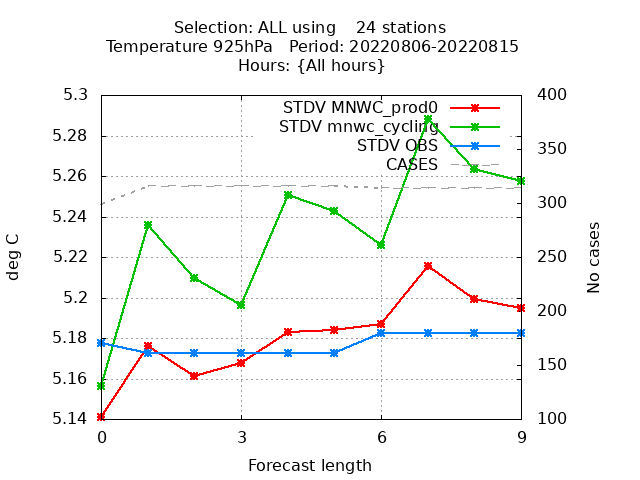 Selection: ALL using    24 stations
Temperature 925hPa   Period: 20220806-20220815
Hours: {All hours}
5.3
5.28
5.26
5.24
5.22
5.2
5.18
5.16
5.14
deg C
STDV MNWC_prod0
STDV mnwc_cycling
STDV OBS
CASES
400
350
300
250
200
150
100
No cases
0
3
6
9
Forecast length